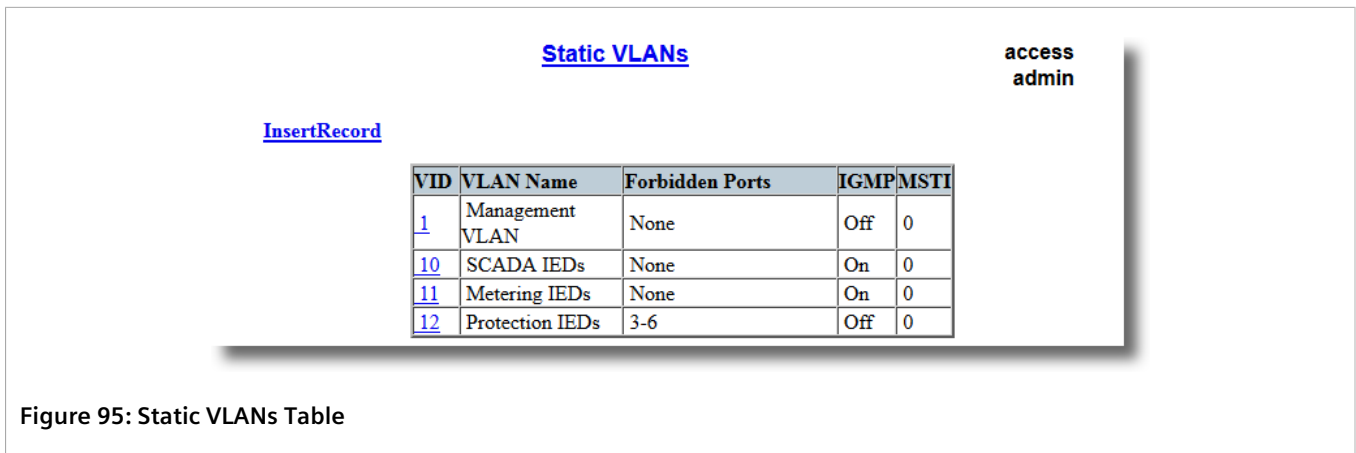 Static VLANs
access
admin
InsertRecord
VID VLAN Name Forbidden Ports IGMP MSTI
1 Management VLAN None Off 0
10 SCADA IEDs None On 0
11 Metering IEDs None On 0
12 Protection IEDs 3-6 Off 0
Figure 95: Static VLANs Table